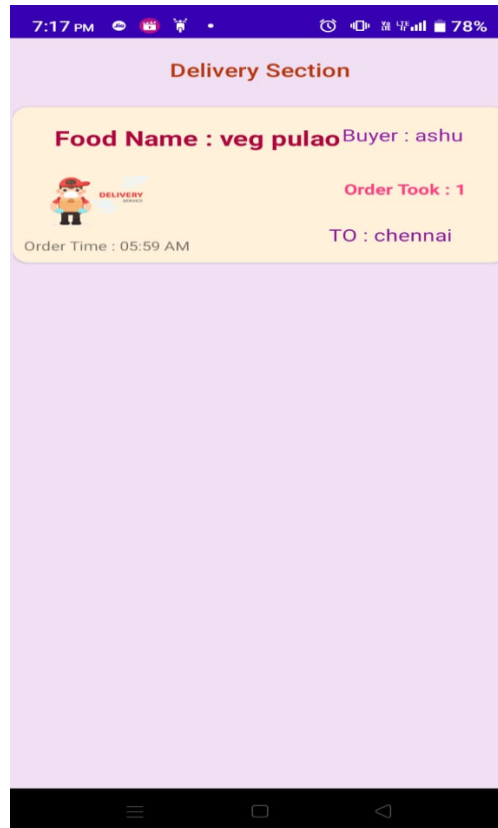 7:17 PM 78%
Delivery Section
Food Name : veg pulao Buyer : ashu
DELIVERY
SERVICE
Order Took : 1
TO : chennai
Order Time : 05:59 AM